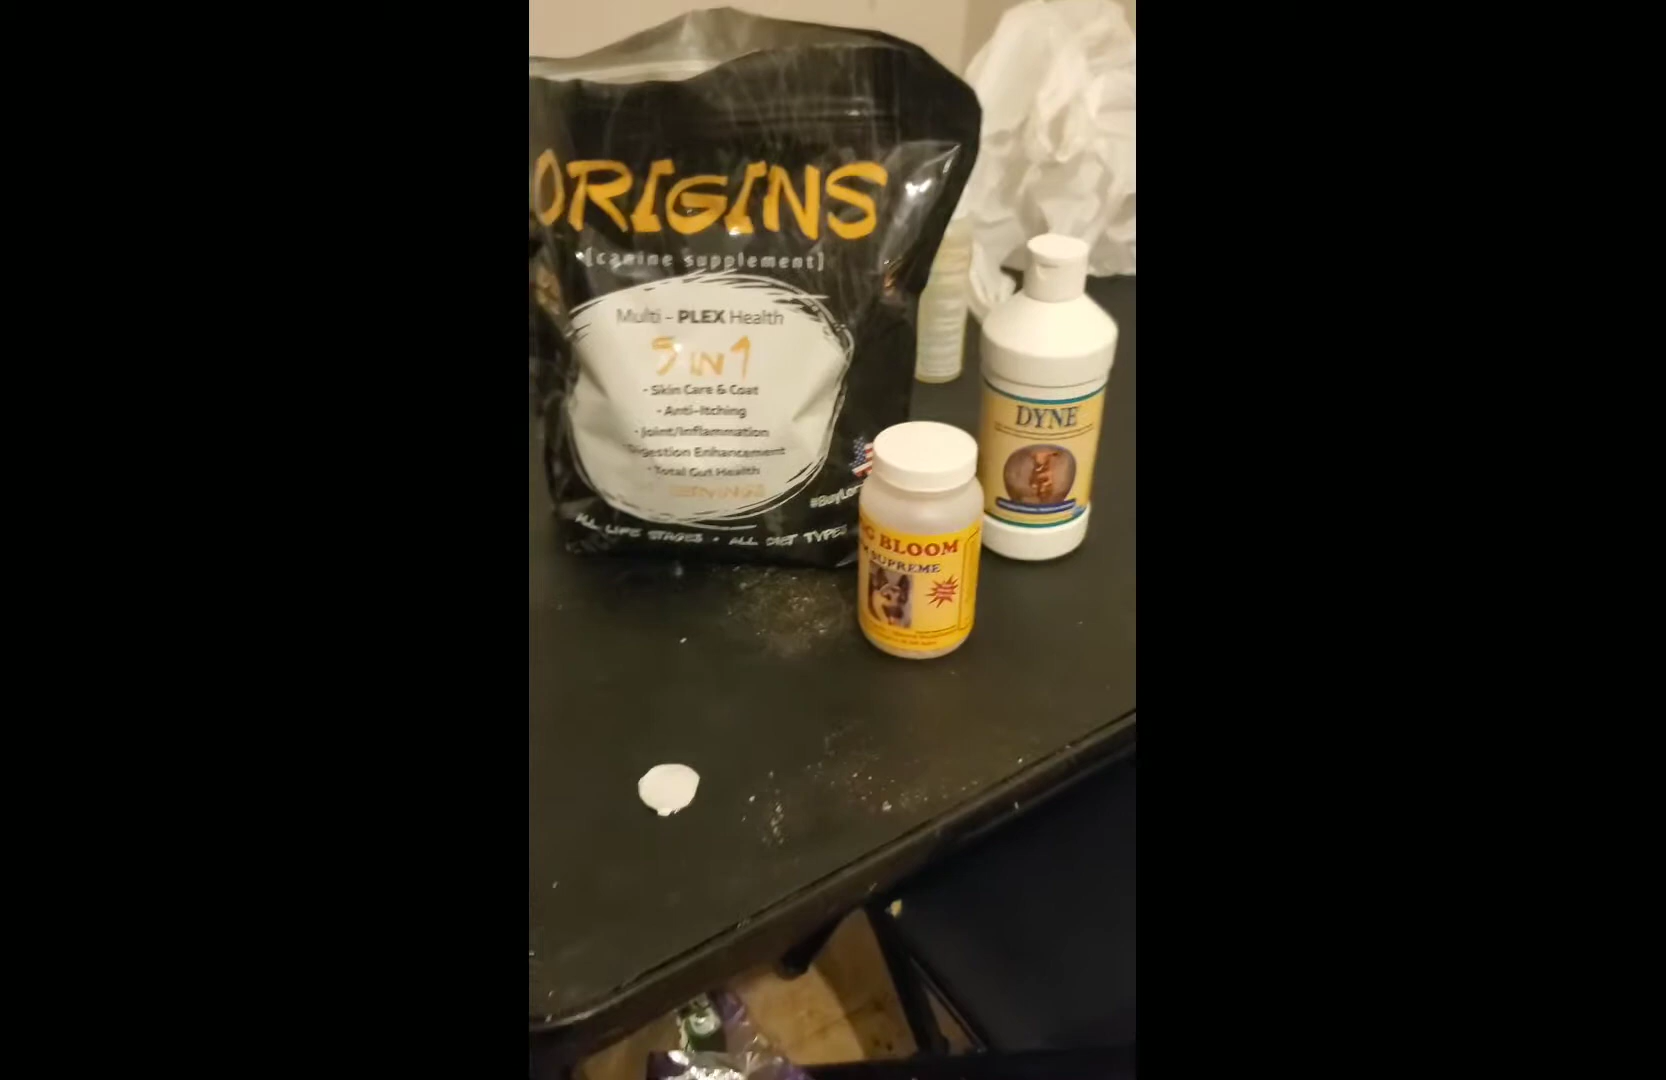 ORIGINS
[canine supplement]
Multi - PLEX Health
5 IN 1
• Skin Care & Coat
• Anti-Itching
• Joint/Inflammation
Digestion Enhancement
• Total Gut Health
SERVINGS
ALL LIFE STAGES • ALL DIET TYPES
DYNE
BLOOM
SUPREME